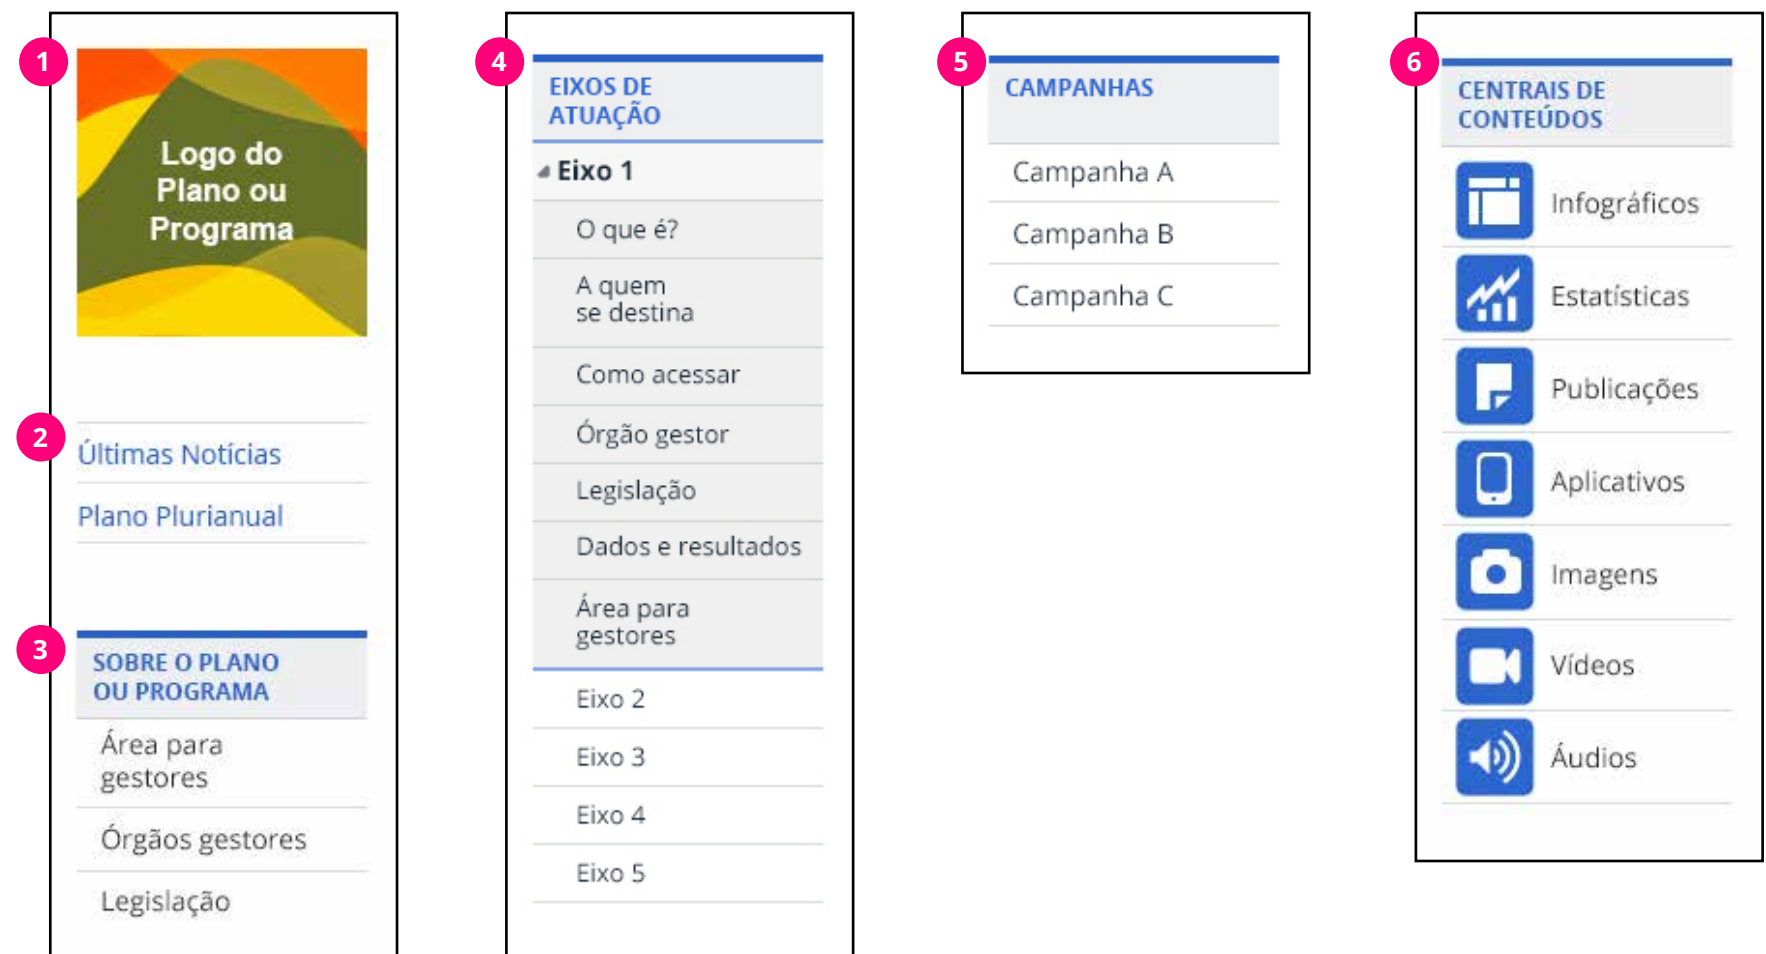 1
Logo do
Plano ou
Programa
2
Últimas Notícias
Plano Plurianual
3
SOBRE O PLANO
OU PROGRAMA
Área para
gestores
Órgãos gestores
Legislação
4
EIXOS DE
ATUAÇÃO
Eixo 1
O que é?
A quem
se destina
Como acessar
Órgão gestor
Legislação
Dados e resultados
Área para
gestores
Eixo 2
Eixo 3
Eixo 4
Eixo 5
5
CAMPANHAS
Campanha A
Campanha B
Campanha C
6
CENTRAIS DE
CONTEÚDOS
Infográficos
Estatísticas
Publicações
Aplicativos
Imagens
Vídeos
Áudios